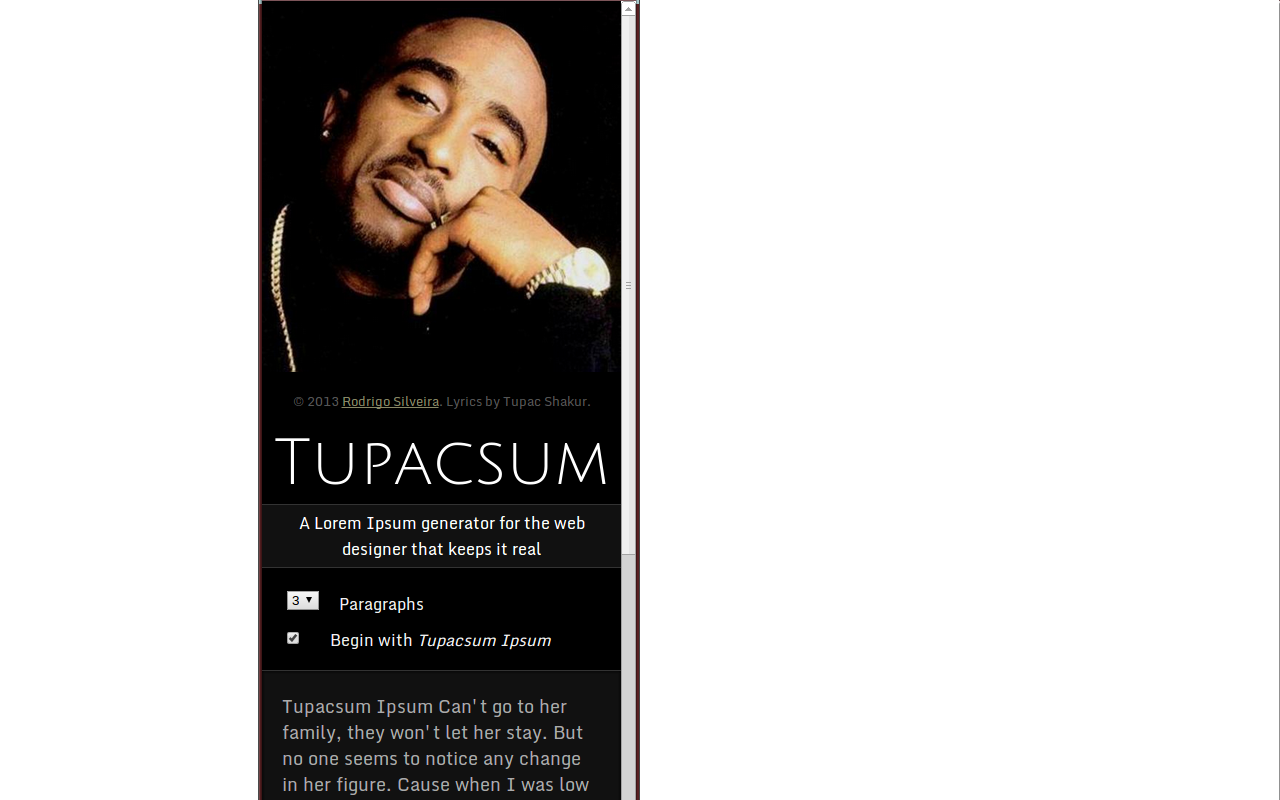 © 2013 Rodrigo Silveira. Lyrics by Tupac Shakur.
TUPACSUM
A Lorem Ipsum generator for the web
designer that keeps it real
3 Paragraphs
Begin with Tupacsum Ipsum
Tupacsum Ipsum Can't go to her
family, they won't let her stay. But
no one seems to notice any change
in her figure. Cause when I was low